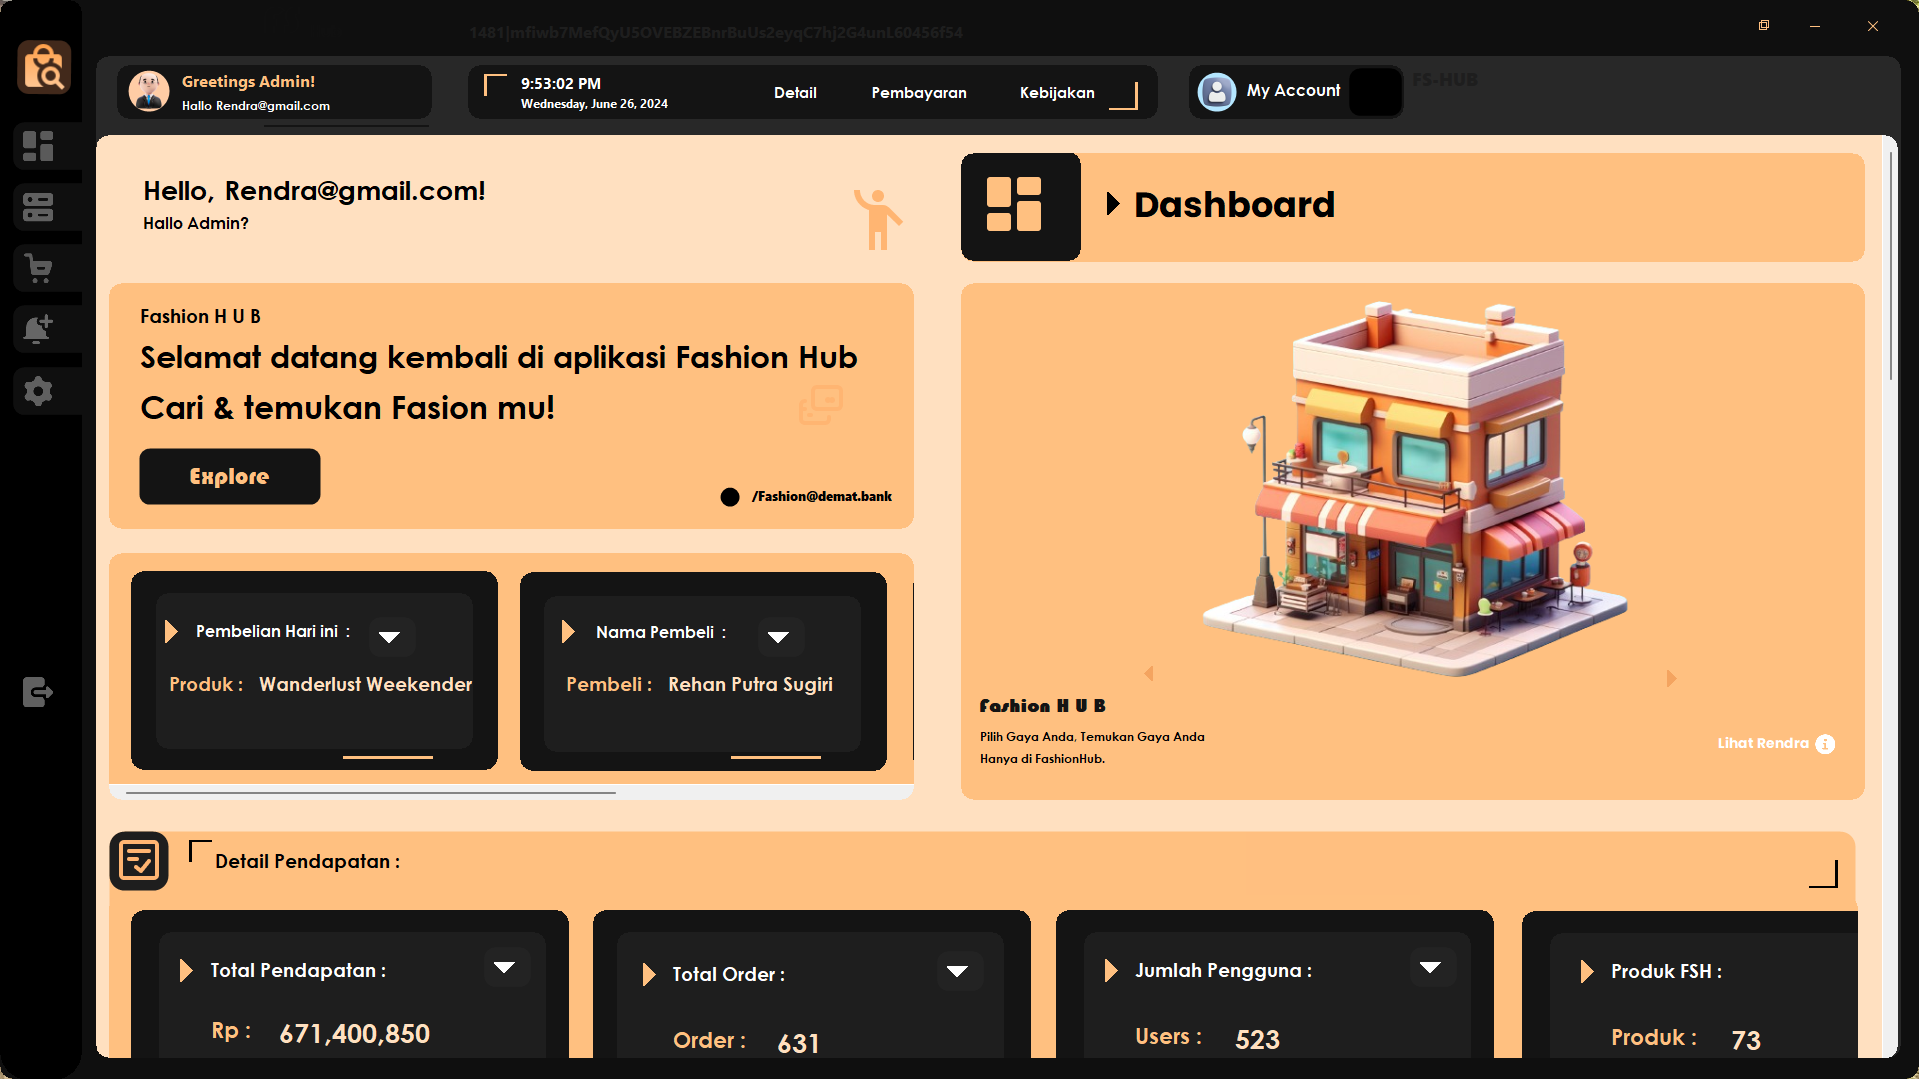 1481|mfiwb7MefQyU5OVEBZEBnrBuUs2eyqC7hj2G4unL60456f54
Greetings Admin!
Hallo Rendra@gmail.com
9:53:02 PM
Wednesday, June 26, 2024
Detail
Pembayaran
Kebijakan
My Account
FS-HUB
Hello, Rendra@gmail.com!
Hallo Admin?
Dashboard
Fashion H U B
Selamat datang kembali di aplikasi Fashion Hub
Cari & temukan Fasion mu!
Explore
/Fashion@demat.bank
Pembelian Hari ini :
Produk : Wanderlust Weekender
Nama Pembeli :
Pembeli : Rehan Putra Sugiri
Fashion H U B
Pilih Gaya Anda, Temukan Gaya Anda
Hanya di FashionHub.
Lihat Rendra
Detail Pendapatan :
Total Pendapatan :
Rp : 671,400,850
Total Order :
Order : 631
Jumlah Pengguna :
Users : 523
Produk FSH :
Produk : 73